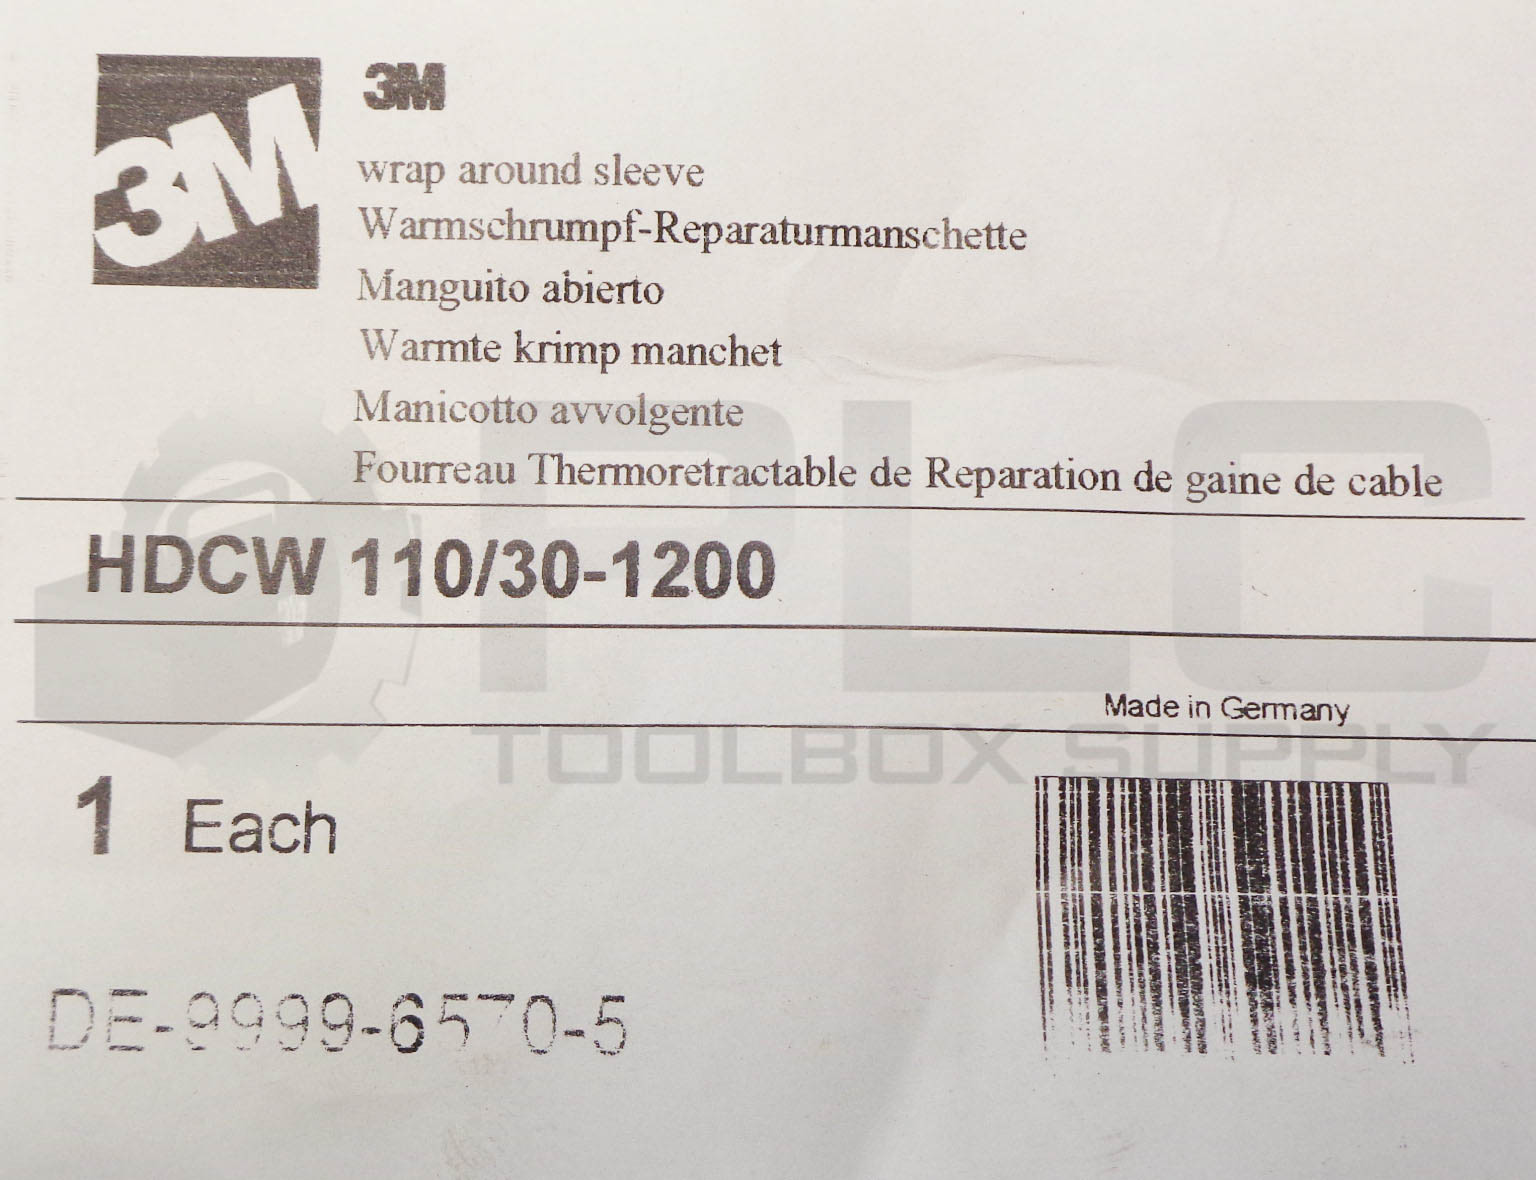 3M
3M
wrap around sleeve
Warmschrumpf-Reparaturmanschette
Manguito abierto
Warmte krimp manchet
Manicotto avvolgente
Fourreau Thermoretractable de Reparation de gaine de cable
HDCW 110/30-1200
Made in Germany
1 Each
DE-9999-6570-5
PLC
TOOLBOX SUPPLY